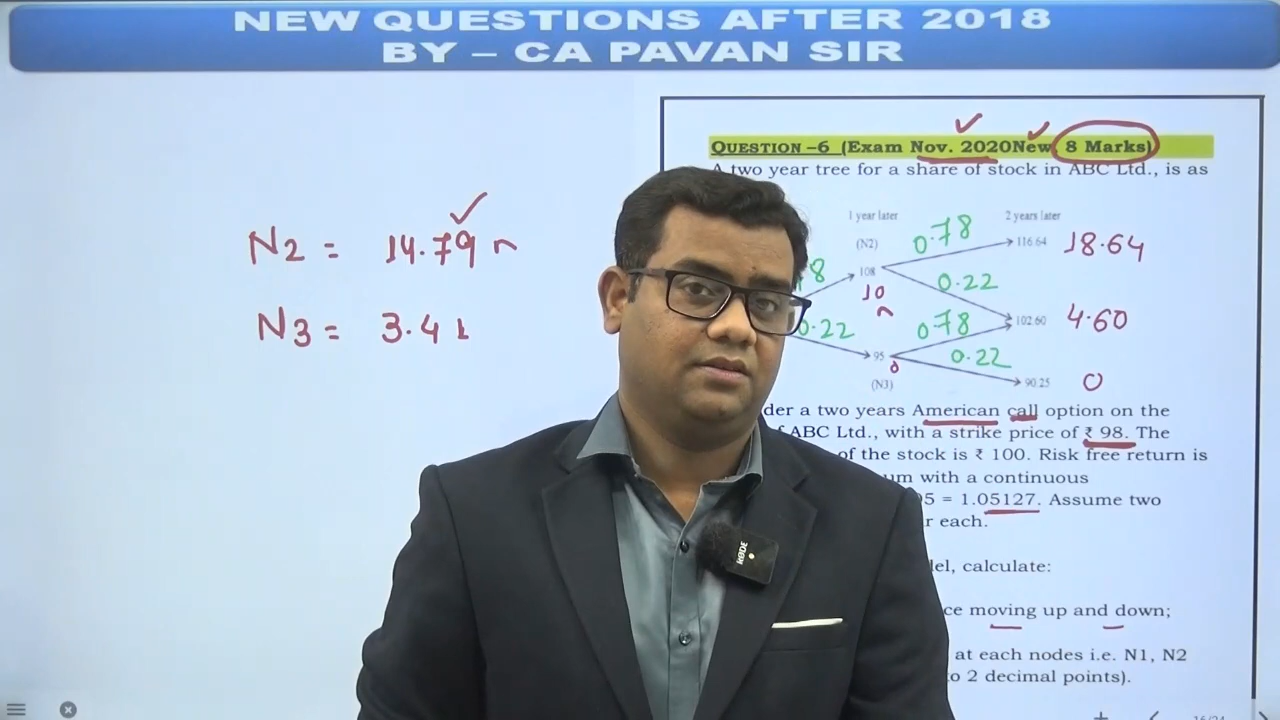 NEW QUESTIONS AFTER 2018
BY – CA PAVAN SIR
N2 = 14.79
N3 = 3.41
QUESTION –6 (Exam Nov. 2020New 8 Marks)
A two year tree for a share of stock in ABC Ltd., is as
1 year later
2 years later
(N2)
0.78
116.64
18.64
8
108
10
0.22
0.22
0.78
102.60
4.60
95
0
0.22
(N3)
90.25
0
der a two years American call option on the
of ABC Ltd., with a strike price of ₹ 98. The
of the stock is ₹ 100. Risk free return is
um with a continuous
05 = 1.05127. Assume two
r each.
del, calculate:
ce moving up and down;
at each nodes i.e. N1, N2
to 2 decimal points).
RODE